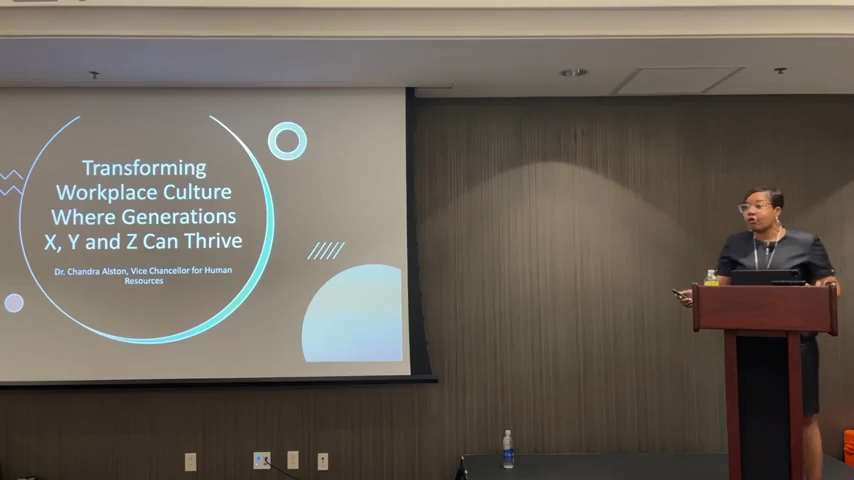 Transforming
Workplace Culture
Where Generations
X, Y and Z Can Thrive
Dr. Chandra Alston, Vice Chancellor for Human
Resources